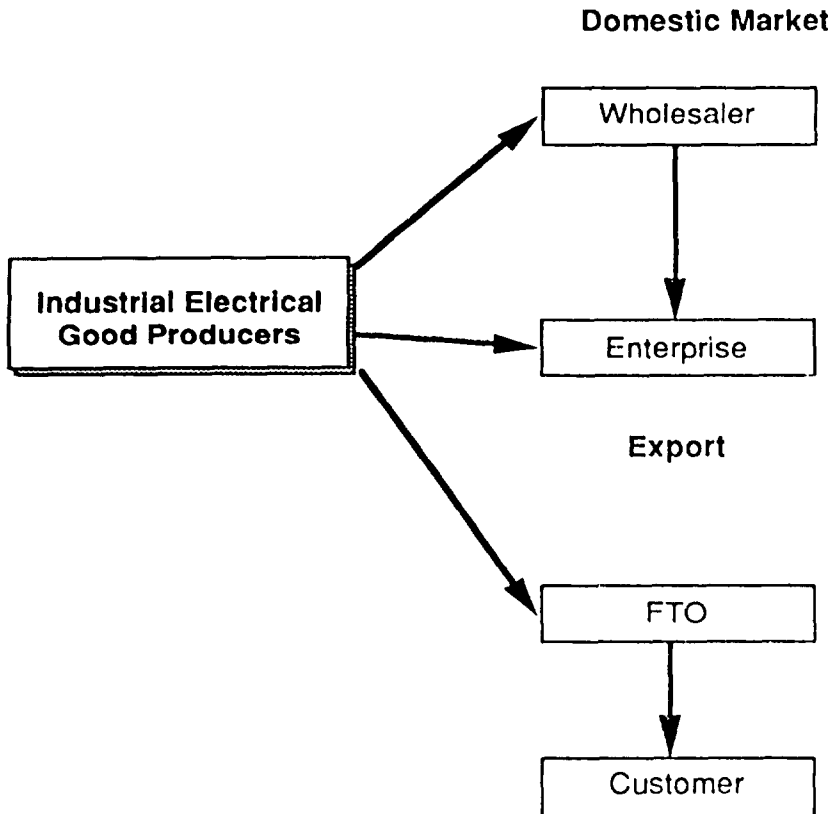 Domestic Market
Wholesaler
Industrial Electrical
Good Producers
Enterprise
Export
FTO
Customer